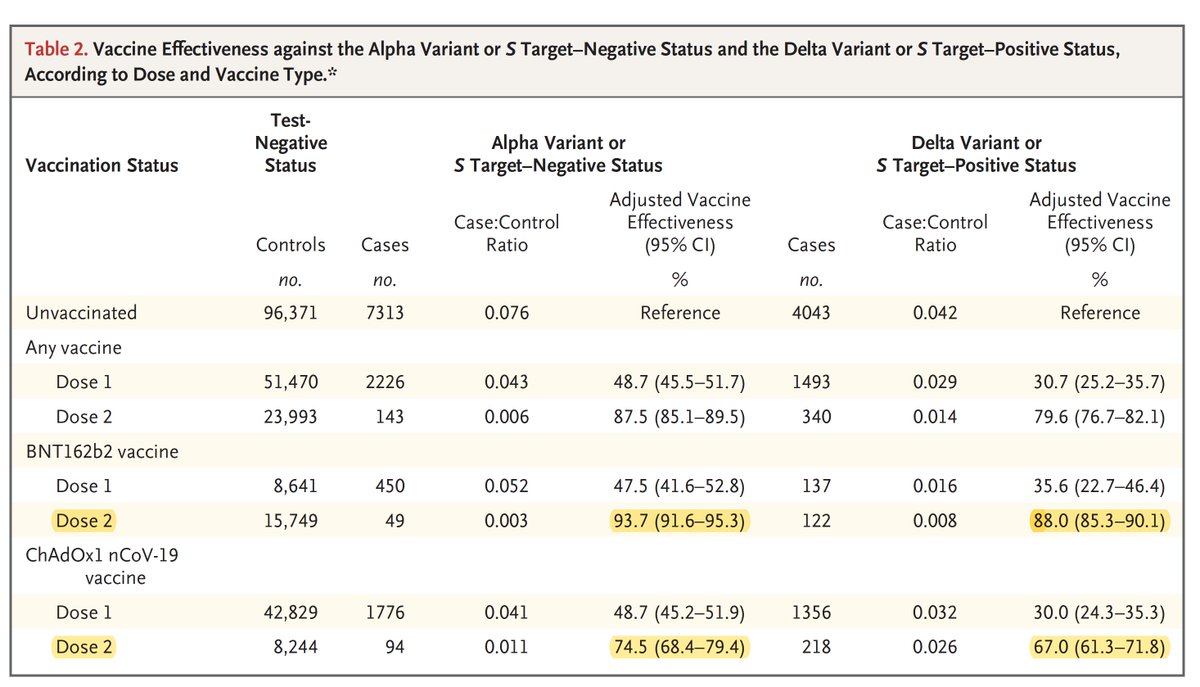 Table 2. Vaccine Effectiveness against the Alpha Variant or S Target–Negative Status and the Delta Variant or S Target–Positive Status,
According to Dose and Vaccine Type.*
Vaccination Status
Test-
Negative
Status
Alpha Variant or
S Target–Negative Status
Delta Variant or
S Target–Positive Status
Controls
Cases
Case:Control
Ratio
Adjusted Vaccine
Effectiveness
(95% CI)
Cases
Case:Control
Ratio
Adjusted Vaccine
Effectiveness
(95% CI)
no. no. % no. %
Unvaccinated 96,371 7313 0.076 Reference 4043 0.042 Reference
Any vaccine
Dose 1 51,470 2226 0.043 48.7 (45.5–51.7) 1493 0.029 30.7 (25.2–35.7)
Dose 2 23,993 143 0.006 87.5 (85.1–89.5) 340 0.014 79.6 (76.7–82.1)
BNT162b2 vaccine
Dose 1 8,641 450 0.052 47.5 (41.6–52.8) 137 0.016 35.6 (22.7–46.4)
Dose 2 15,749 49 0.003 93.7 (91.6–95.3) 122 0.008 88.0 (85.3–90.1)
ChAdOx1 nCoV-19
vaccine
Dose 1 42,829 1776 0.041 48.7 (45.2–51.9) 1356 0.032 30.0 (24.3–35.3)
Dose 2 8,244 94 0.011 74.5 (68.4–79.4) 218 0.026 67.0 (61.3–71.8)